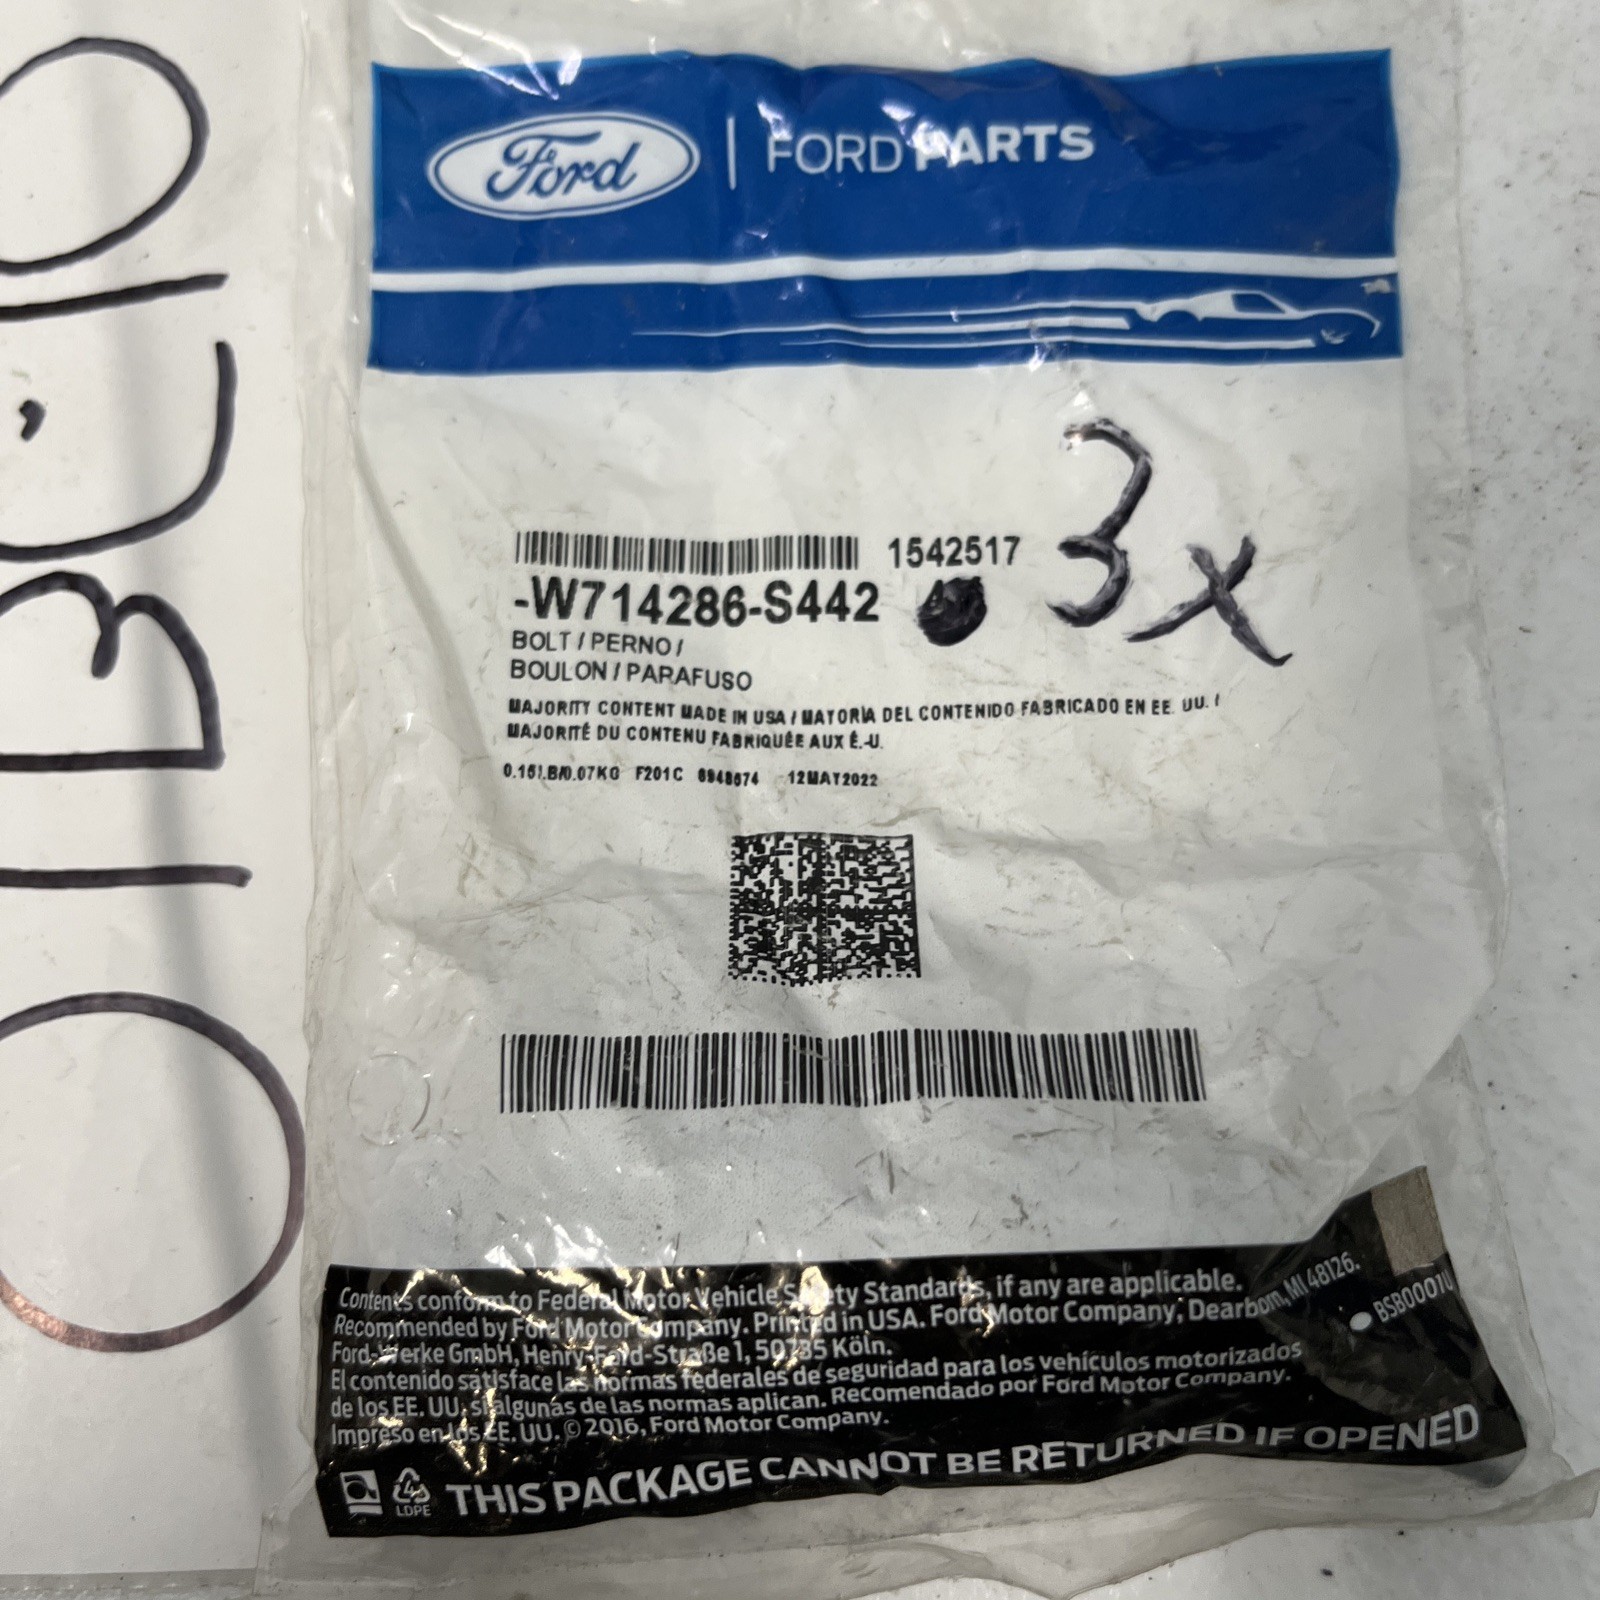 Ford | FORD PARTS
1542517
-W714286-S442
3x
BOLT / PERNO /
BOULON / PARAFUSO
MAJORITY CONTENT MADE IN USA / MAYORIA DEL CONTENIDO FABRICADO EN EE. UU. /
MAJORITÉ DU CONTENU FABRIQUÉE AUX É.-U.
F201C 12MAY2022
Contents conform to Federal Motor Vehicle Safety Standards, if any are applicable.
Recommended by Ford Motor Company. Printed in USA. Ford Motor Company, Dearborn, MI 48126.
Ford-Werke GmbH, Henry-Ford-Straße 1, 50735 Köln.
El contenido satisface las normas federales de seguridad para los vehículos motorizados
de los EE. UU. si algunas de las normas aplican. Recomendado por Ford Motor Company.
Impreso en los EE. UU. © 2016, Ford Motor Company.
BSB0001U
4
LDPE
THIS PACKAGE CANNOT BE RETURNED IF OPENED